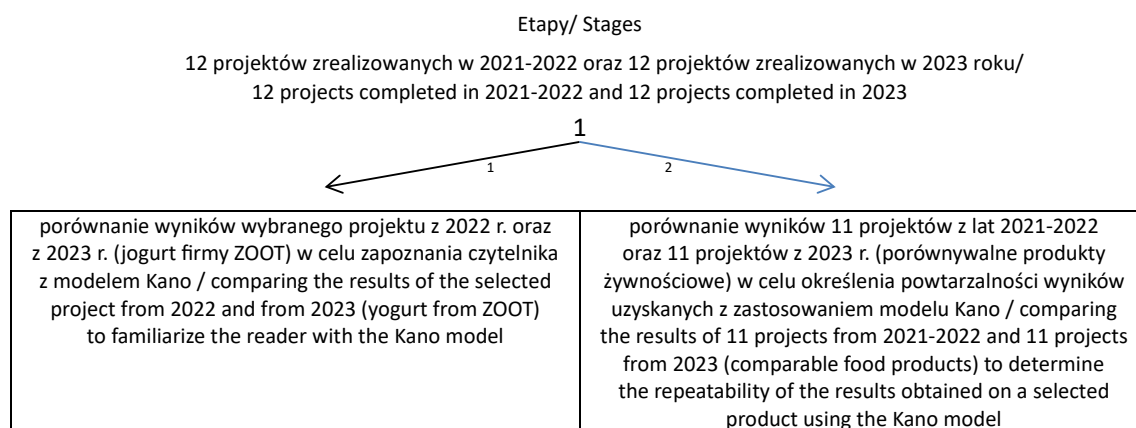 Etapy/ Stages
12 projektów zrealizowanych w 2021-2022 oraz 12 projektów zrealizowanych w 2023 roku/
12 projects completed in 2021-2022 and 12 projects completed in 2023
1
1
2
porównanie wyników wybranego projektu z 2022 r. oraz
z 2023 r. (jogurt firmy ZOOT) w celu zapoznania czytelnika
z modelem Kano / comparing the results of the selected
project from 2022 and from 2023 (yogurt from ZOOT)
to familiarize the reader with the Kano model
porównanie wyników 11 projektów z lat 2021-2022
oraz 11 projektów z 2023 r. (porównywalne produkty
żywnościowe) w celu określenia powtarzalności wyników
uzyskanych z zastosowaniem modelu Kano / comparing
the results of 11 projects from 2021-2022 and 11 projects
from 2023 (comparable food products) to determine
the repeatability of the results obtained on a selected
product using the Kano model